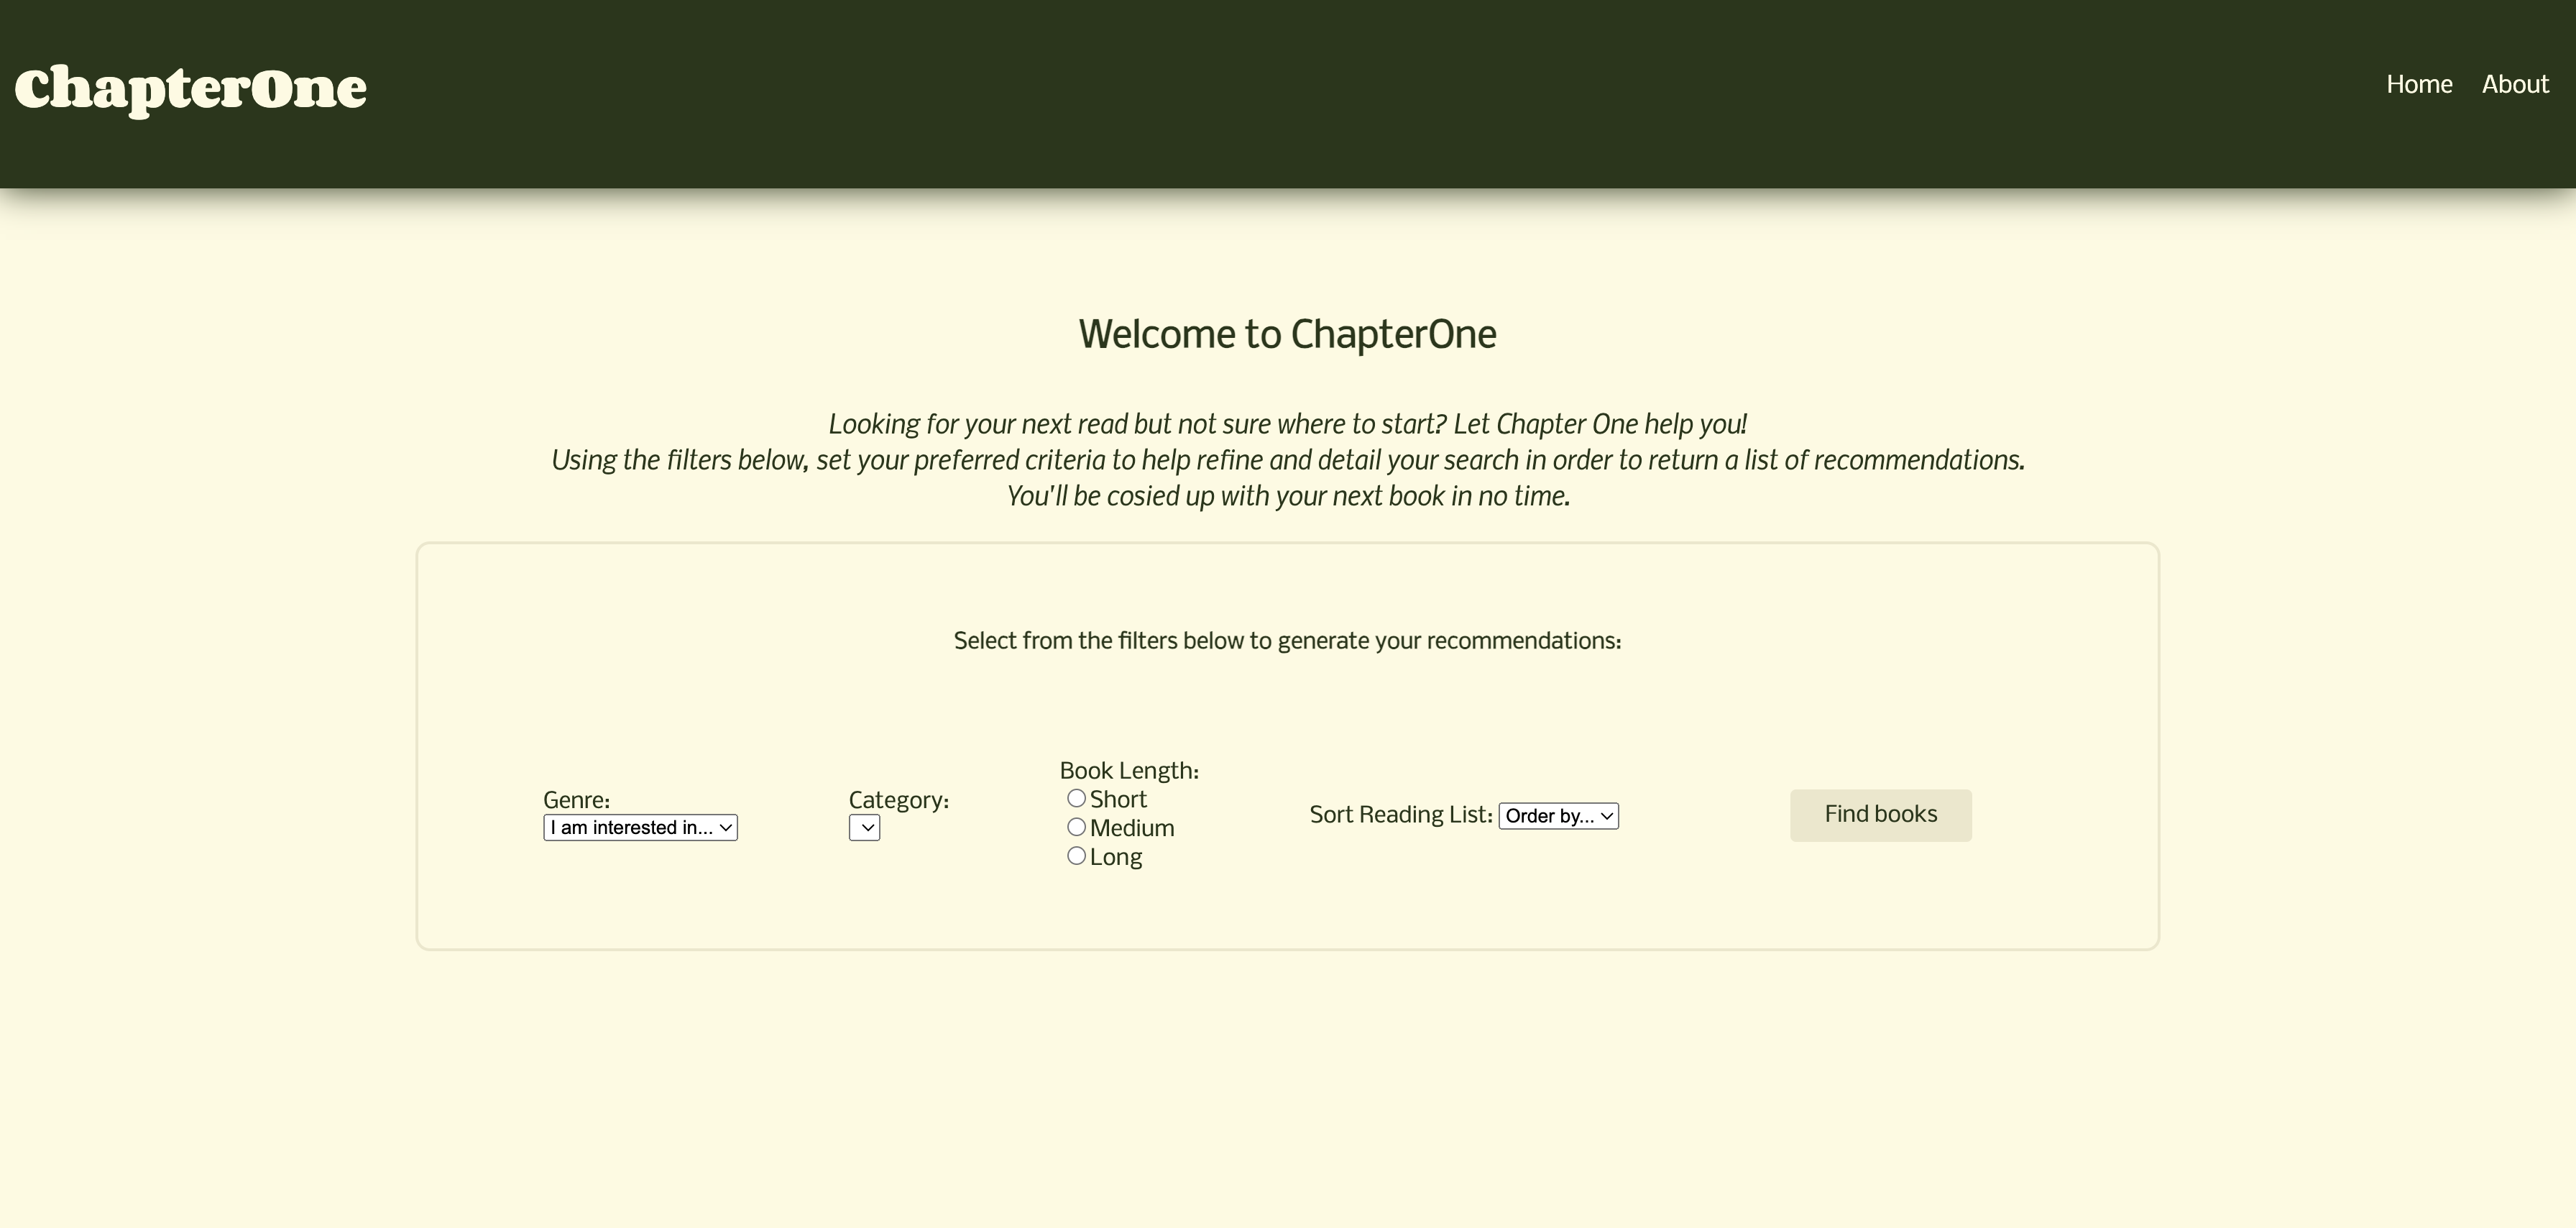 ChapterOne
Home About
Welcome to ChapterOne
Looking for your next read but not sure where to start? Let Chapter One help you!
Using the filters below, set your preferred criteria to help refine and detail your search in order to return a list of recommendations.
You'll be cosied up with your next book in no time.
Select from the filters below to generate your recommendations:
Genre:
I am interested in...
Category:
Book Length:
Short
Medium
Long
Sort Reading List: Order by...
Find books